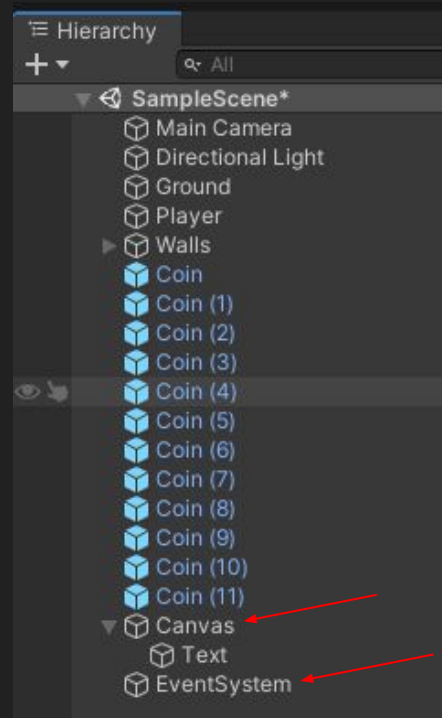 Hierarchy
All
SampleScene*
Main Camera
Directional Light
Ground
Player
Walls
Coin
Coin (1)
Coin (2)
Coin (3)
Coin (4)
Coin (5)
Coin (6)
Coin (7)
Coin (8)
Coin (9)
Coin (10)
Coin (11)
Canvas
Text
EventSystem